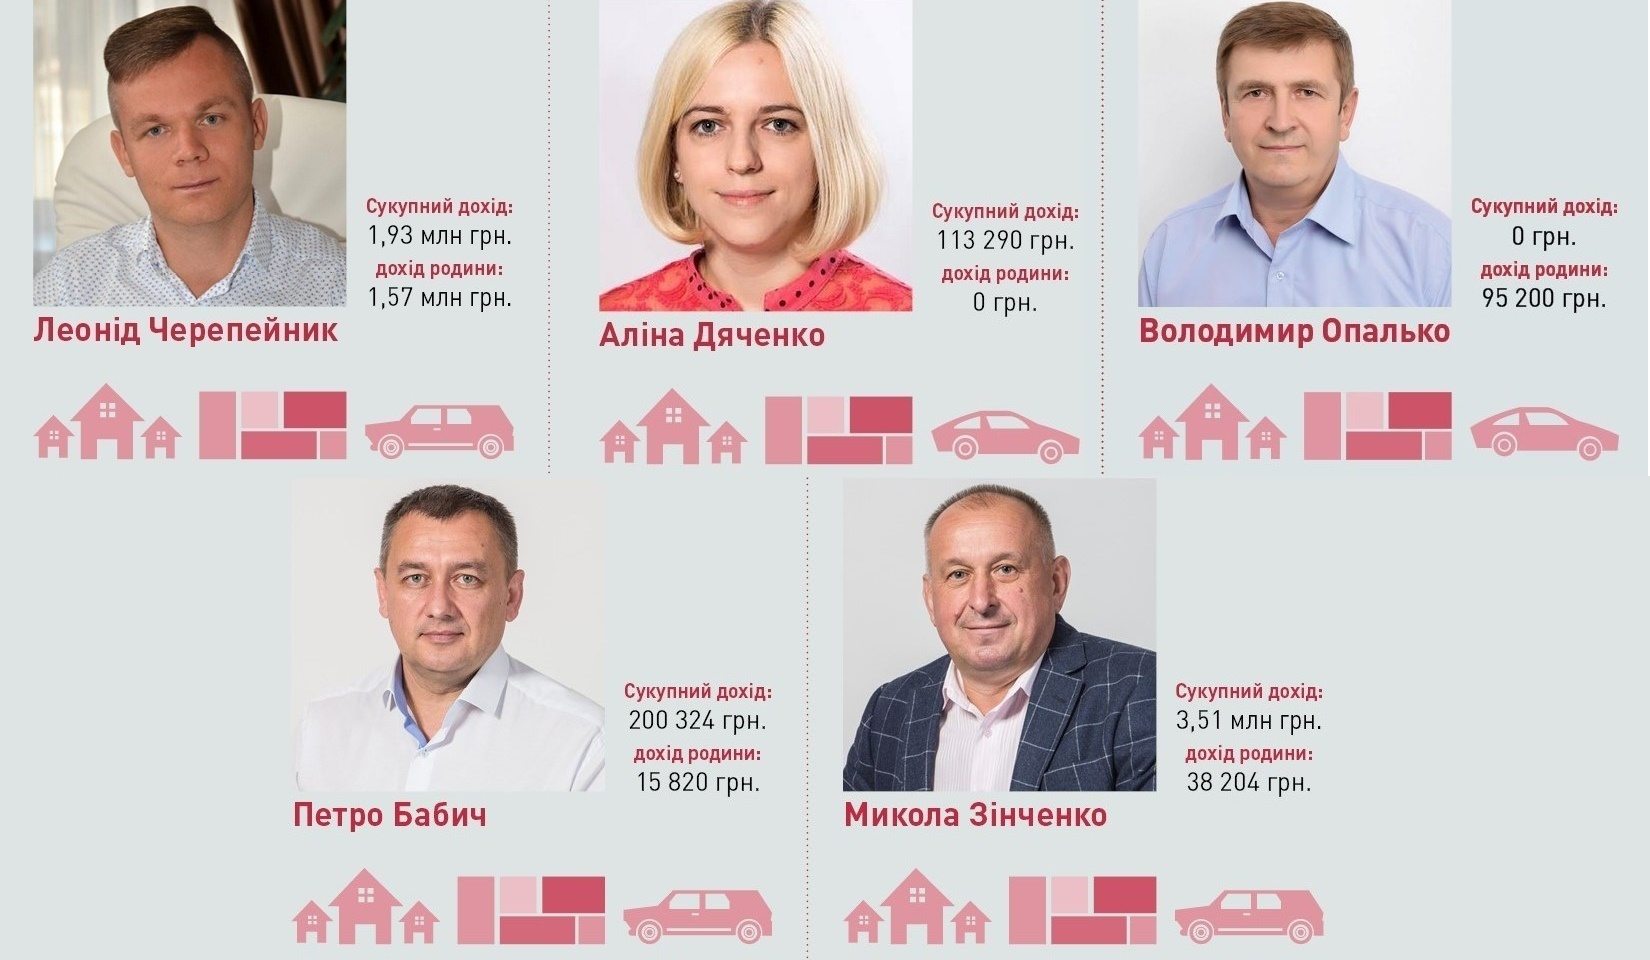 Сукупний дохід:
1,93 млн грн.
дохід родини:
1,57 млн грн.
Леонід Черепейник
Сукупний дохід:
113 290 грн.
дохід родини:
0 грн.
Аліна Дяченко
Сукупний дохід:
0 грн.
дохід родини:
95 200 грн.
Володимир Опалько
Сукупний дохід:
200 324 грн.
дохід родини:
15 820 грн.
Петро Бабич
Сукупний дохід:
3,51 млн грн.
дохід родини:
38 204 грн.
Микола Зінченко